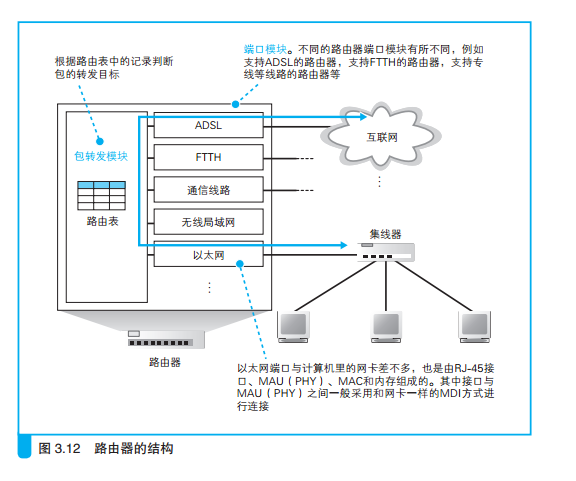 根据路由表中的记录判断
包的转发目标
端口模块。不同的路由器端口模块有所不同，例如
支持ADSL的路由器，支持FTTH的路由器，支持专
线等线路的路由器等
包转发模块
路由表
ADSL
FTTH
通信线路
无线局域网
以太网
互联网
集线器
路由器
以太网端口与计算机里的网卡差不多，也是由RJ-45接
口、MAU（PHY）、MAC和内存组成的。其中接口与
MAU（PHY）之间一般采用和网卡一样的MDI方式进
行连接
图 3.12 路由器的结构